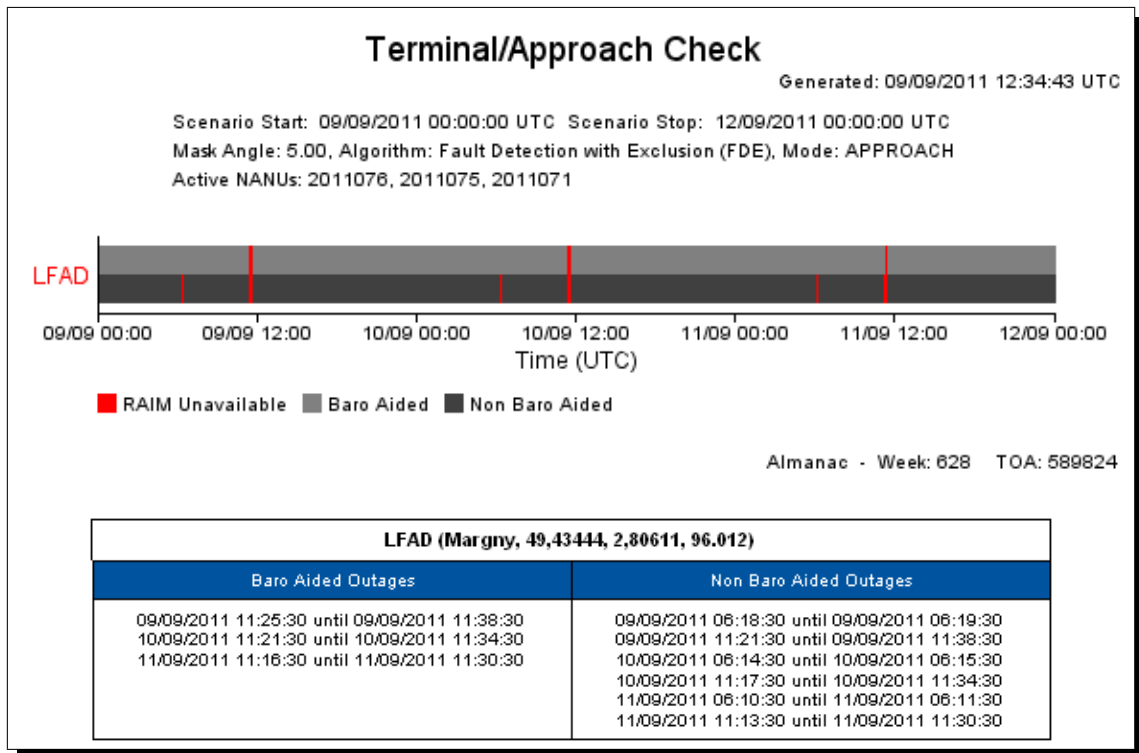 Terminal/Approach Check
Generated: 09/09/2011 12:34:43 UTC
Scenario Start: 09/09/2011 00:00:00 UTC Scenario Stop: 12/09/2011 00:00:00 UTC
Mask Angle: 5.00, Algorithm: Fault Detection with Exclusion (FDE), Mode: APPROACH
Active NANUs: 2011076, 2011075, 2011071
LFAD
09/09 00:00 09/09 12:00 10/09 00:00 10/09 12:00 11/09 00:00 11/09 12:00 12/09 00:00
Time (UTC)
RAIM Unavailable Baro Aided Non Baro Aided
Almanac - Week: 628 TOA: 589824
LFAD (Margny, 49,43444, 2,80611, 96.012)
Baro Aided Outages Non Baro Aided Outages
09/09/2011 11:25:30 until 09/09/2011 11:38:30
10/09/2011 11:21:30 until 10/09/2011 11:34:30
11/09/2011 11:16:30 until 11/09/2011 11:30:30
09/09/2011 06:18:30 until 09/09/2011 06:19:30
09/09/2011 11:21:30 until 09/09/2011 11:38:30
10/09/2011 06:14:30 until 10/09/2011 06:15:30
10/09/2011 11:17:30 until 10/09/2011 11:34:30
11/09/2011 06:10:30 until 11/09/2011 06:11:30
11/09/2011 11:13:30 until 11/09/2011 11:30:30